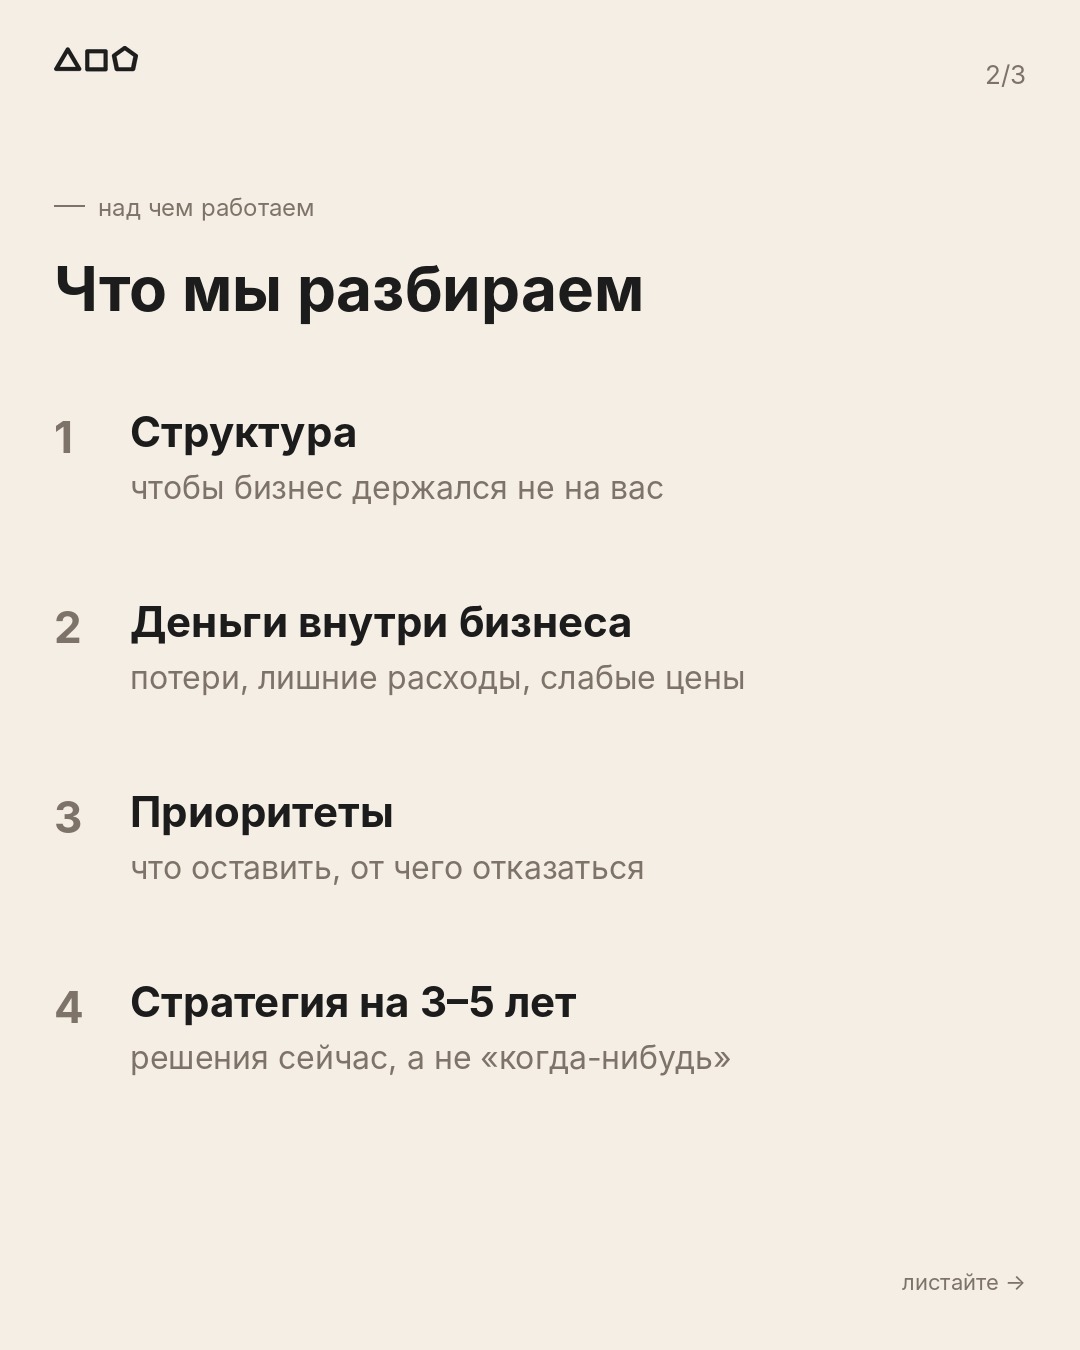 2/3
— над чем работаем
Что мы разбираем
1 Структура
чтобы бизнес держался не на вас
2 Деньги внутри бизнеса
потери, лишние расходы, слабые цены
3 Приоритеты
что оставить, от чего отказаться
4 Стратегия на 3–5 лет
решения сейчас, а не «когда-нибудь»
листайте →